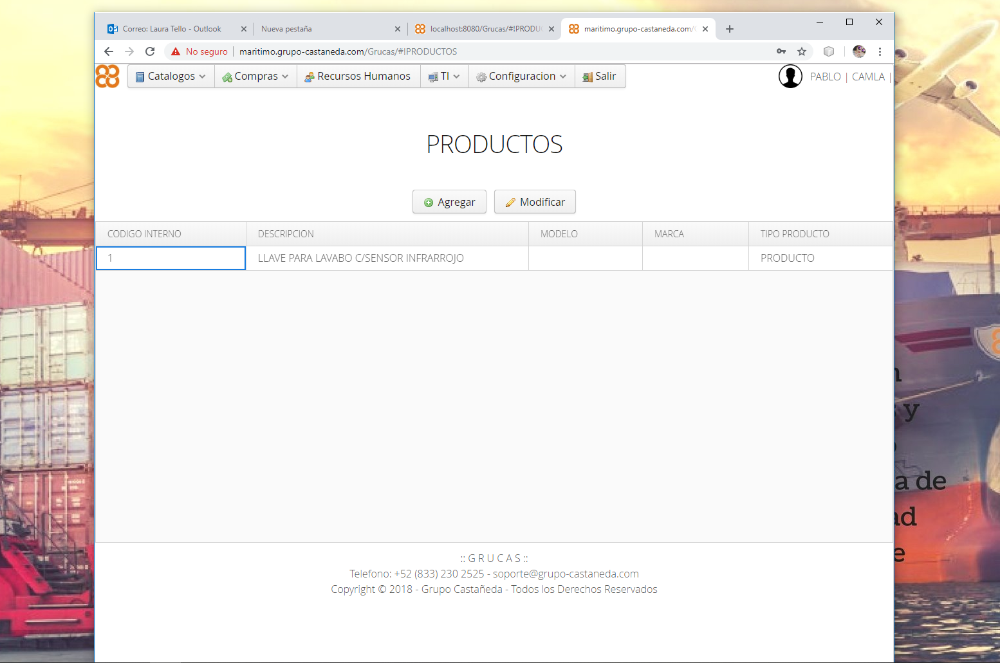 Correo: Laura Tello - Outlook
Nueva pestaña
localhost:8080/Grucas/#!PRODU
maritimo.grupo-castaneda.com/
No seguro
maritimo.grupo-castaneda.com/Grucas/#!PRODUCTOS
Catalogos
Compras
Recursos Humanos
TI
Configuracion
Salir
PABLO | CAMLA |
PRODUCTOS
Agregar
Modificar
CODIGO INTERNO DESCRIPCION MODELO MARCA TIPO PRODUCTO
1 LLAVE PARA LAVABO C/SENSOR INFRARROJO PRODUCTO
y
a de
ad
e
:: G R U C A S ::
Telefono: +52 (833) 230 2525 - soporte@grupo-castaneda.com
Copyright © 2018 - Grupo Castañeda - Todos los Derechos Reservados